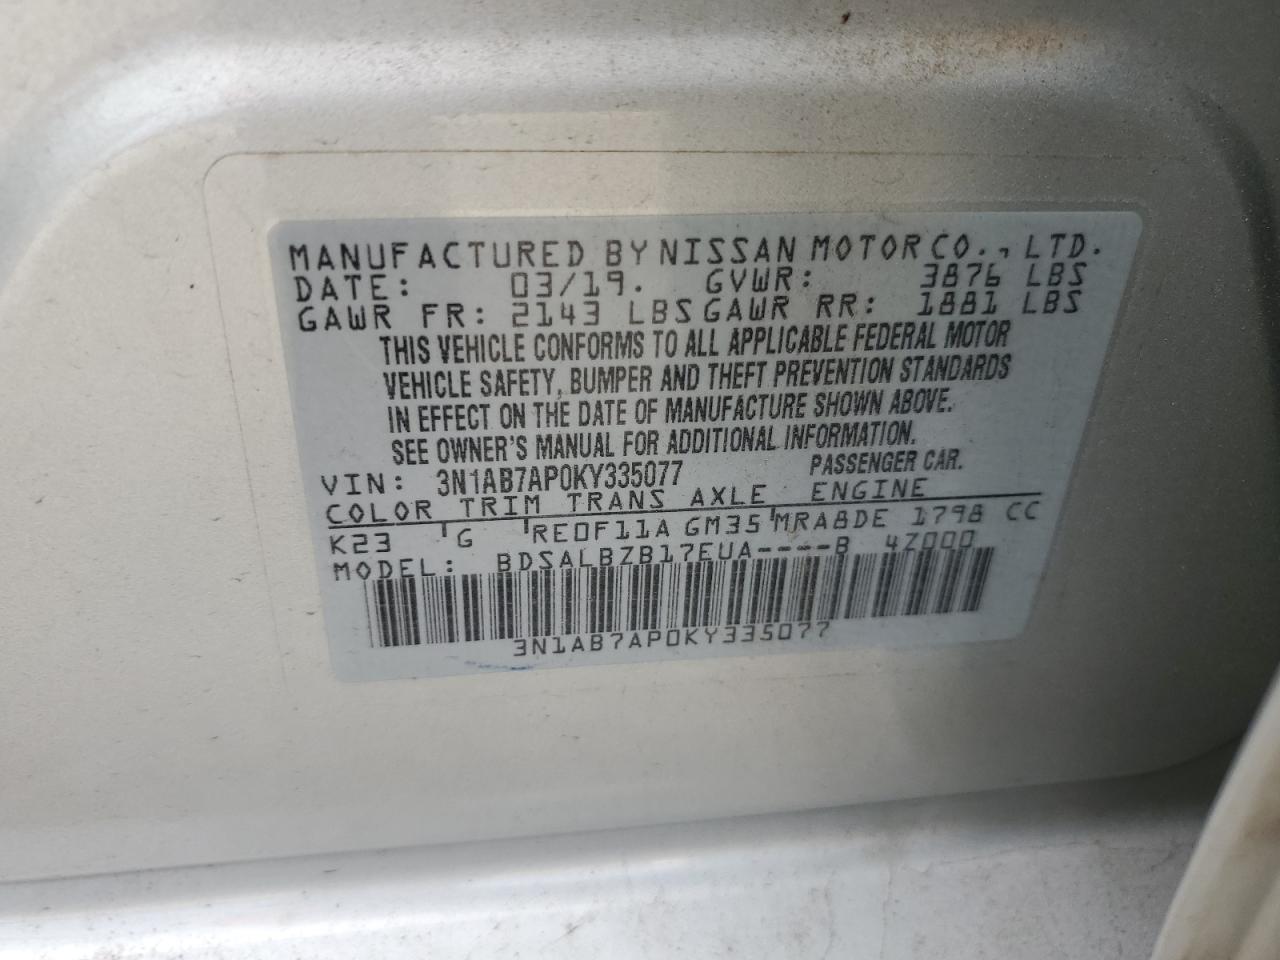 MANUFACTURED BY NISSAN MOTOR CO., LTD.
DATE: 03/19. GVWR: 3876 LBS
GAWR FR: 2143 LBS GAWR RR: 1881 LBS
THIS VEHICLE CONFORMS TO ALL APPLICABLE FEDERAL MOTOR
VEHICLE SAFETY, BUMPER AND THEFT PREVENTION STANDARDS
IN EFFECT ON THE DATE OF MANUFACTURE SHOWN ABOVE.
SEE OWNER'S MANUAL FOR ADDITIONAL INFORMATION.
VIN: 3N1AB7AP0KY335077 PASSENGER CAR.
COLOR TRIM TRANS AXLE ENGINE
K23 G RE0F11A GM35 MRA8DE 1798 CC
MODEL: BDSALBZB17EUA----B 4Z000
3N1AB7AP0KY335077